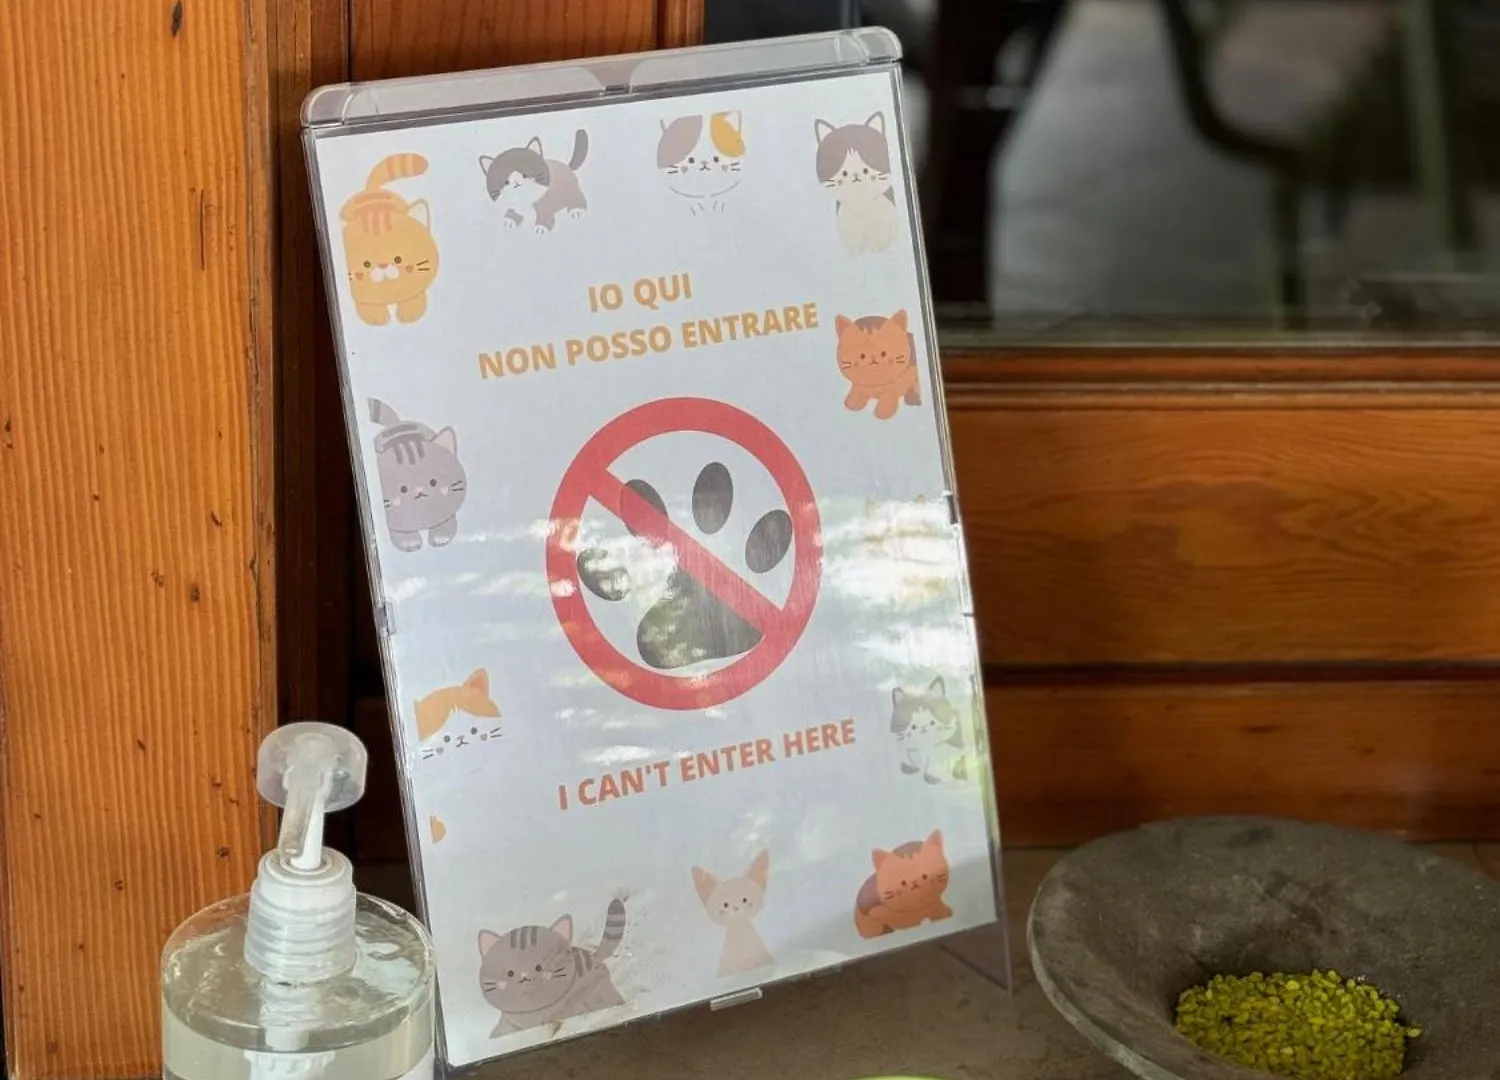 IO QUI
NON POSSO ENTRARE
I CAN'T ENTER HERE